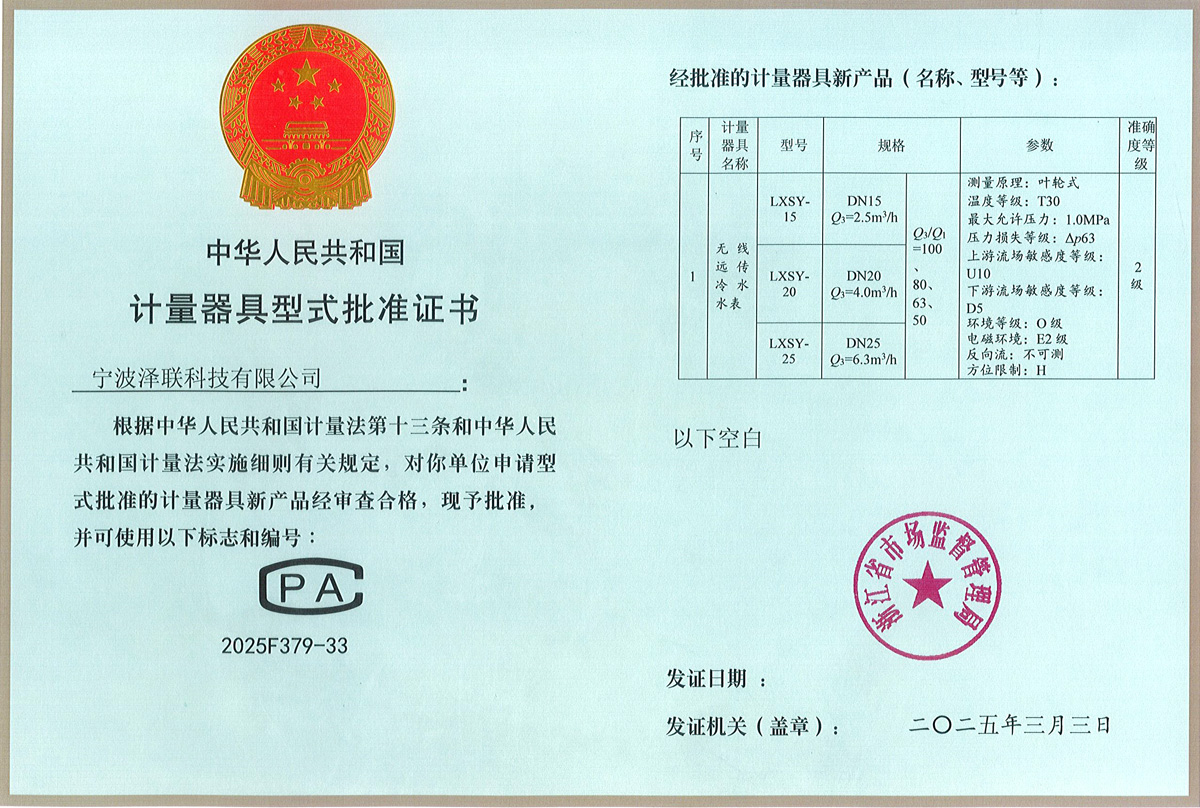 中华人民共和国
计量器具型式批准证书
宁波泽联科技有限公司：
根据中华人民共和国计量法第十三条和中华人民
共和国计量法实施细则有关规定，对你单位申请型
式批准的计量器具新产品经审查合格，现予批准，
并可使用以下标志和编号：
CPA
2025F379-33
经批准的计量器具新产品（名称、型号等）：
序号 计量器具名称 型号 规格 参数 准确度等级
1
无线
远传
冷水
水表
LXSY-15
DN15
Q3=2.5m³/h
LXSY-20
DN20
Q3=4.0m³/h
LXSY-25
DN25
Q3=6.3m³/h
Q3/Q1
=100
、
80、
63、
50
测量原理：叶轮式
温度等级：T30
最大允许压力：1.0MPa
压力损失等级：Δp63
上游流场敏感度等级：
U10
下游流场敏感度等级：
D5
环境等级：O 级
电磁环境：E2 级
反向流：不可测
方位限制：H
2
级
以下空白
浙江省市场监督管理局
发证日期：
发证机关（盖章）：
二〇二五年三月三日